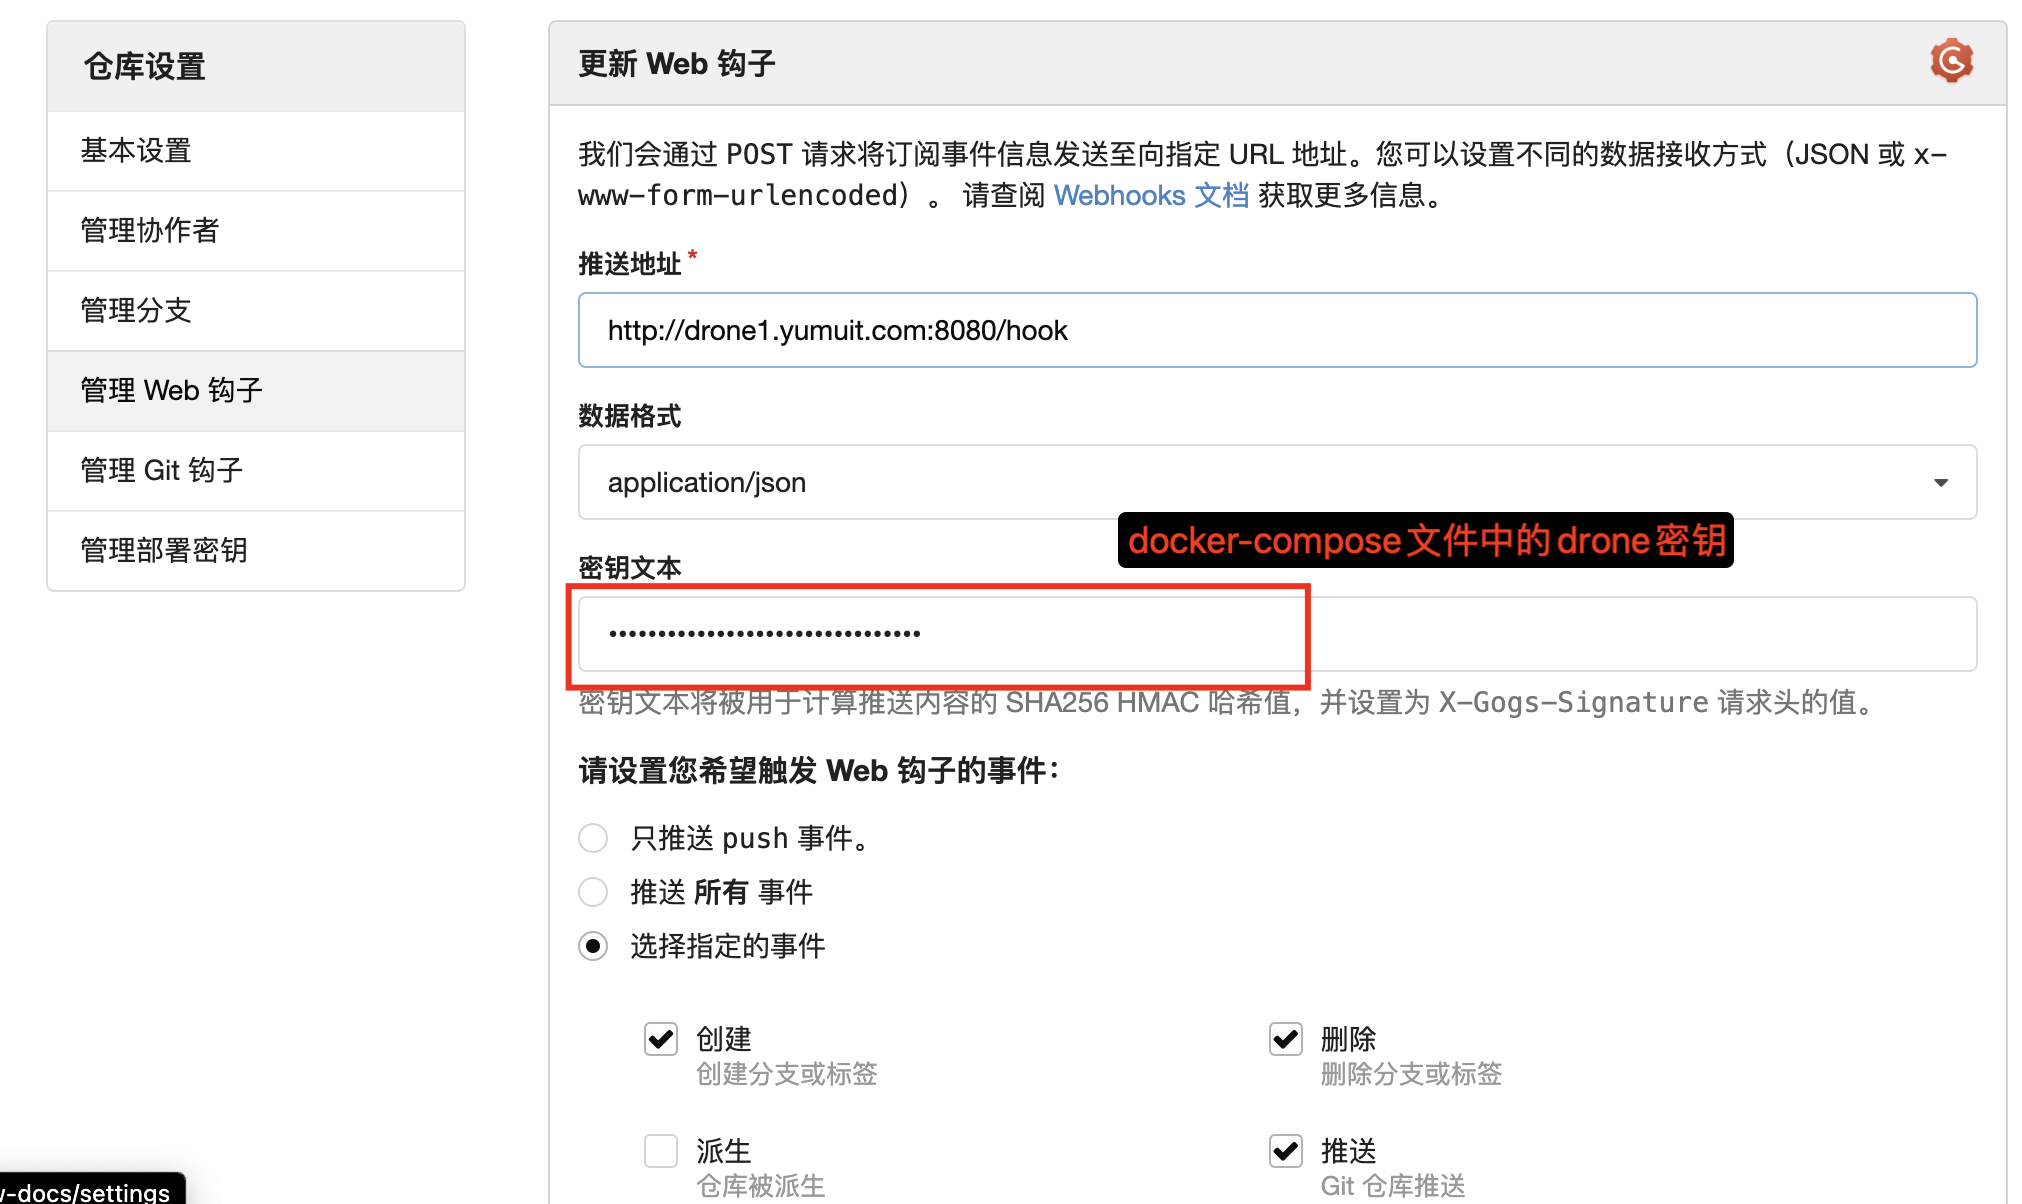 仓库设置
基本设置
管理协作者
管理分支
管理 Web 钩子
管理 Git 钩子
管理部署密钥
更新 Web 钩子
我们会通过 POST 请求将订阅事件信息发送至向指定 URL 地址。您可以设置不同的数据接收方式（JSON 或 x-
www-form-urlencoded）。 请查阅 Webhooks 文档 获取更多信息。
推送地址 *
http://drone1.yumuit.com:8080/hook
数据格式
application/json
docker-compose文件中的drone密钥
密钥文本
••••••••••••••••••••••••••••••••
密钥文本将被用于计算推送内容的 SHA256 HMAC 哈希值，并设置为 X-Gogs-Signature 请求头的值。
请设置您希望触发 Web 钩子的事件：
只推送 push 事件。
推送 所有 事件
选择指定的事件
创建
创建分支或标签
删除
删除分支或标签
派生
仓库被派生
推送
Git 仓库推送
-docs/settings